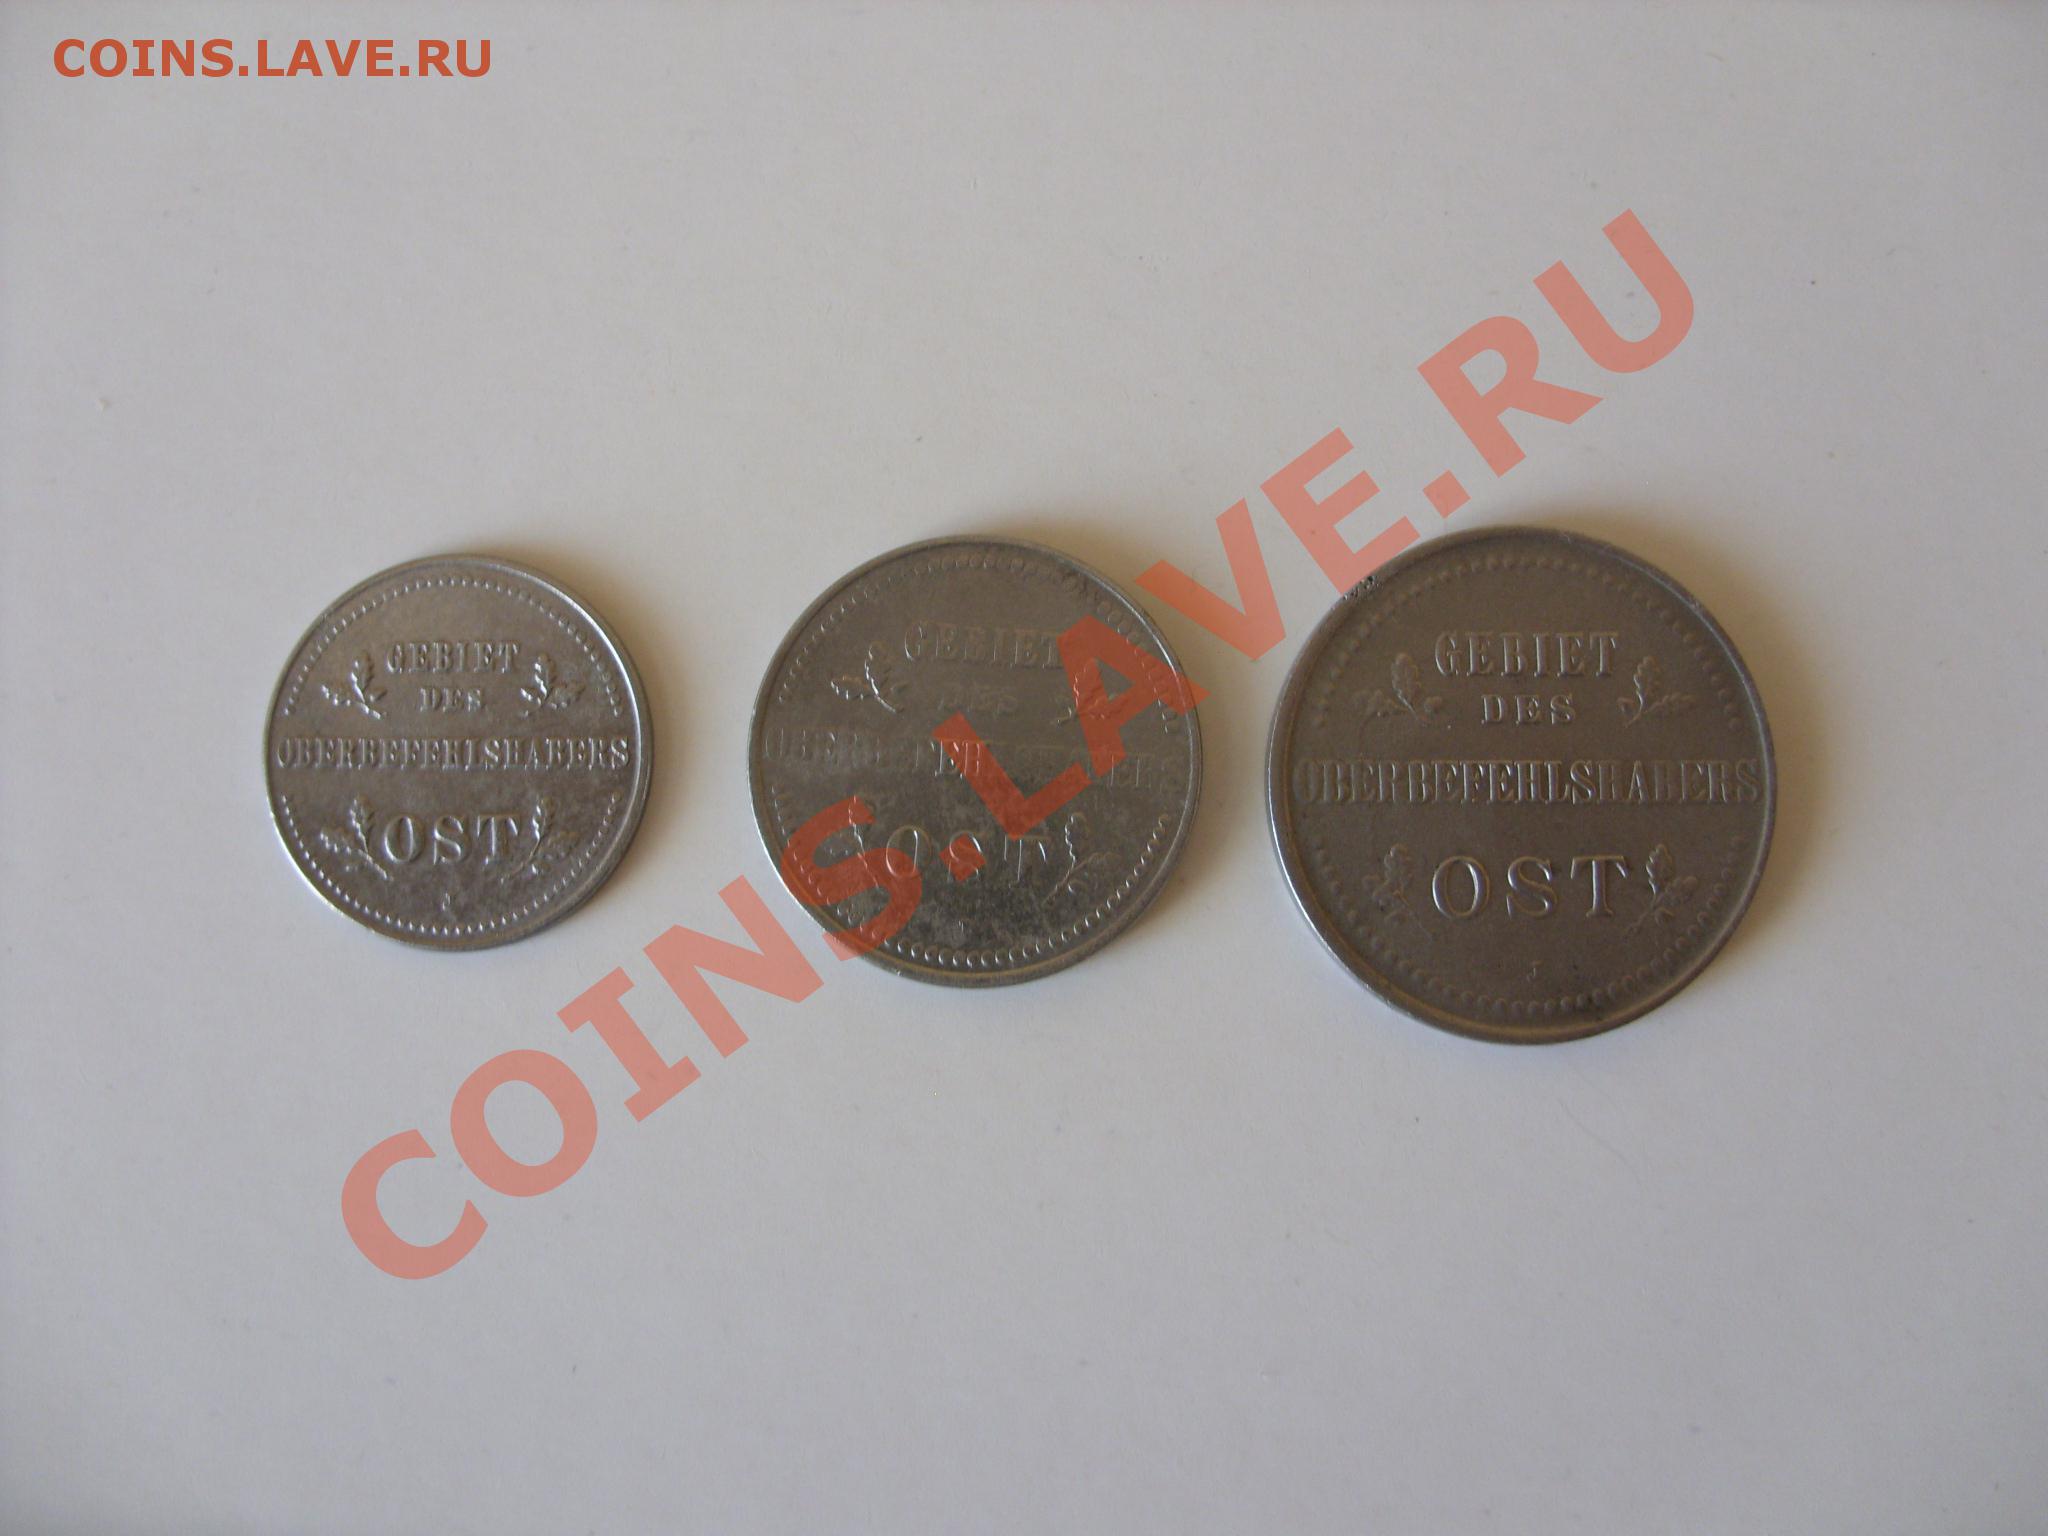 COINS.LAVE.RU
GEBIET
DES
OBERBEFEHLSHABERS
OST
J
GEBIET
DES
OBERBEFEHLSHABERS
OST
GEBIET
DES
OBERBEFEHLSHABERS
OST
J
COINS.LAVE.RU